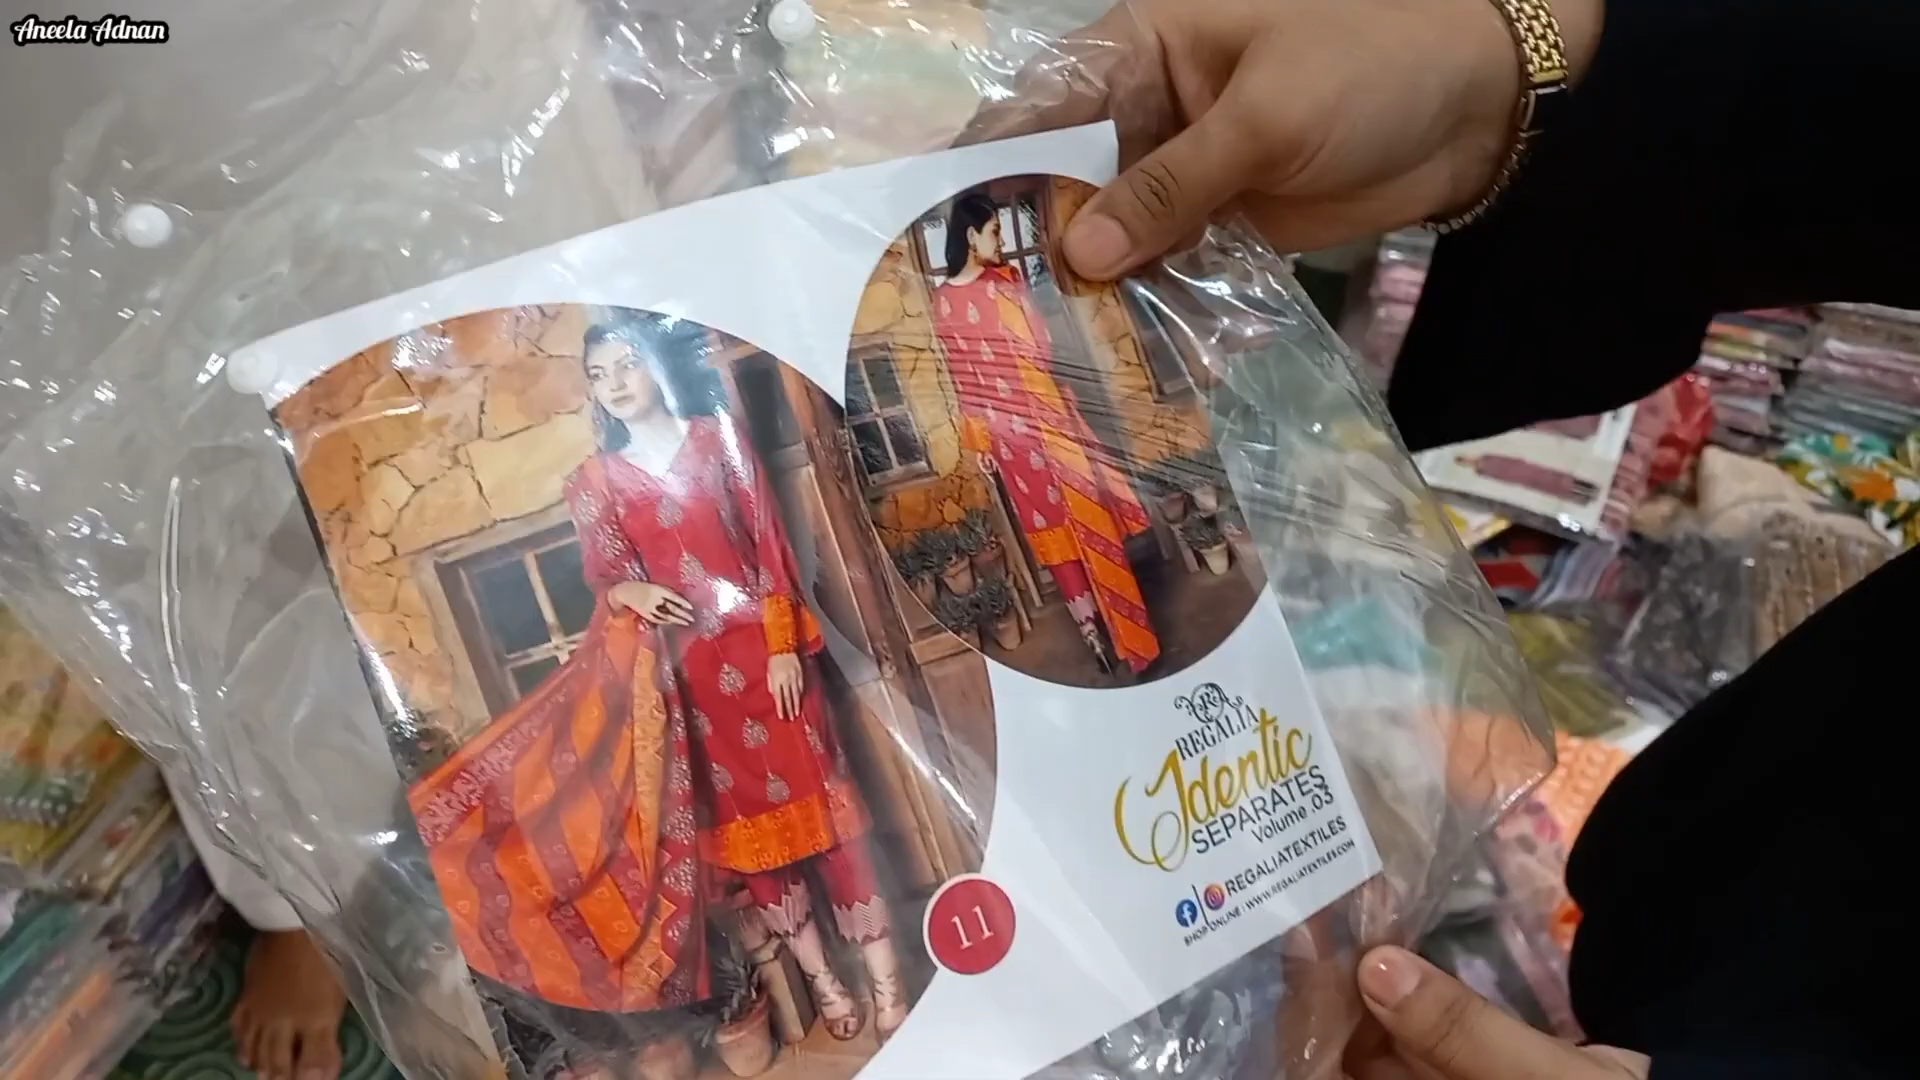 Aneela Adnan
R
REGALIA
Identic
SEPARATES
Volume .03
REGALIATEXTILES
SHOP ONLINE : WWW.REGALIATEXTILES.COM
11